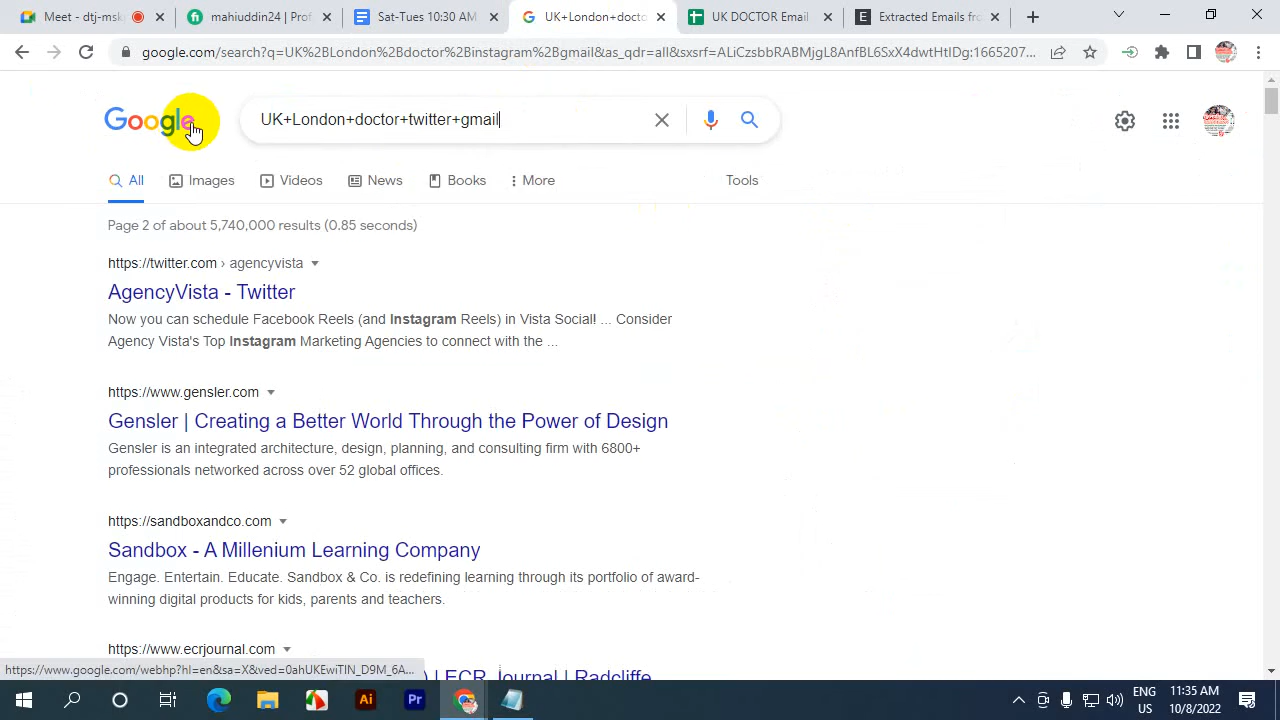 Meet - dtj-msk
mahiuddin24 | Prof
Sat-Tues 10:30 AM
UK+London+docto
UK DOCTOR Email
Extracted Emails fro
google.com/search?q=UK%2BLondon%2Bdoctor%2Binstagram%2Bgmail&as_qdr=all&sxsrf=ALiCzsbbRABMjgL8AnfBL6SxX4dwtHtIDg:1665207...
Google
UK+London+doctor+twitter+gmail
All
Images
Videos
News
Books
More
Tools
Page 2 of about 5,740,000 results (0.85 seconds)
https://twitter.com › agencyvista
AgencyVista - Twitter
Now you can schedule Facebook Reels (and Instagram Reels) in Vista Social! ... Consider
Agency Vista's Top Instagram Marketing Agencies to connect with the ...
https://www.gensler.com
Gensler | Creating a Better World Through the Power of Design
Gensler is an integrated architecture, design, planning, and consulting firm with 6800+
professionals networked across over 52 global offices.
https://sandboxandco.com
Sandbox - A Millenium Learning Company
Engage. Entertain. Educate. Sandbox & Co. is redefining learning through its portfolio of award-
winning digital products for kids, parents and teachers.
https://www.ecrjournal.com
| ECR Journal | Radcliffe
https://www.google.com/webhp?hl=en&sa=X&ved=0ahUKEwiTIN_D9M_6A...
Ai
Pr
ENG
US
11:35 AM
10/8/2022